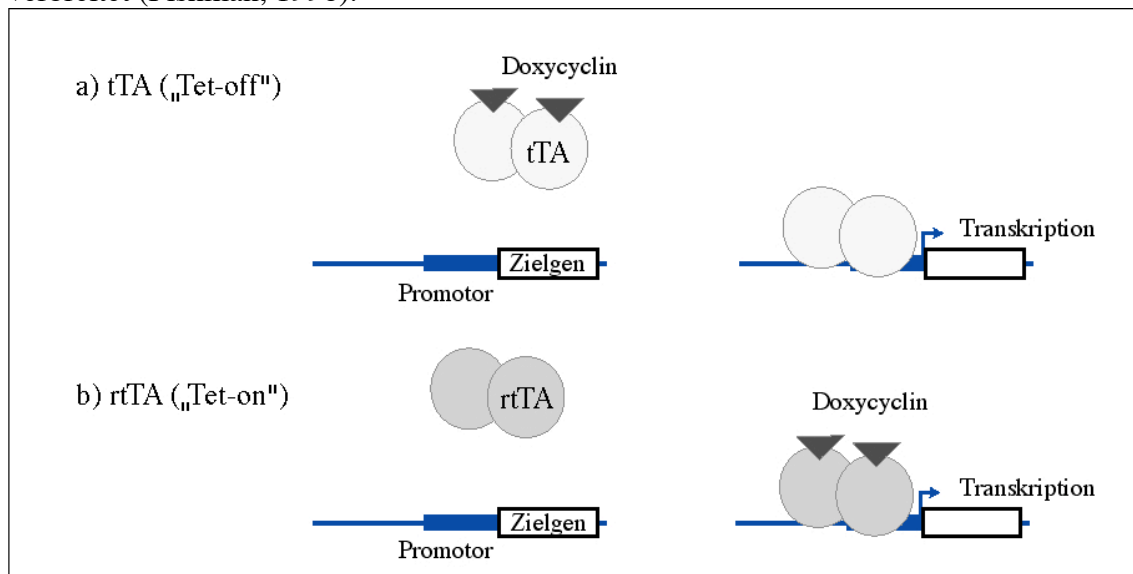 a) tTA („Tet-off")
Doxycyclin
tTA
Zielgen
Promotor
Transkription
b) rtTA („Tet-on")
rtTA
Doxycyclin
Zielgen
Promotor
Transkription